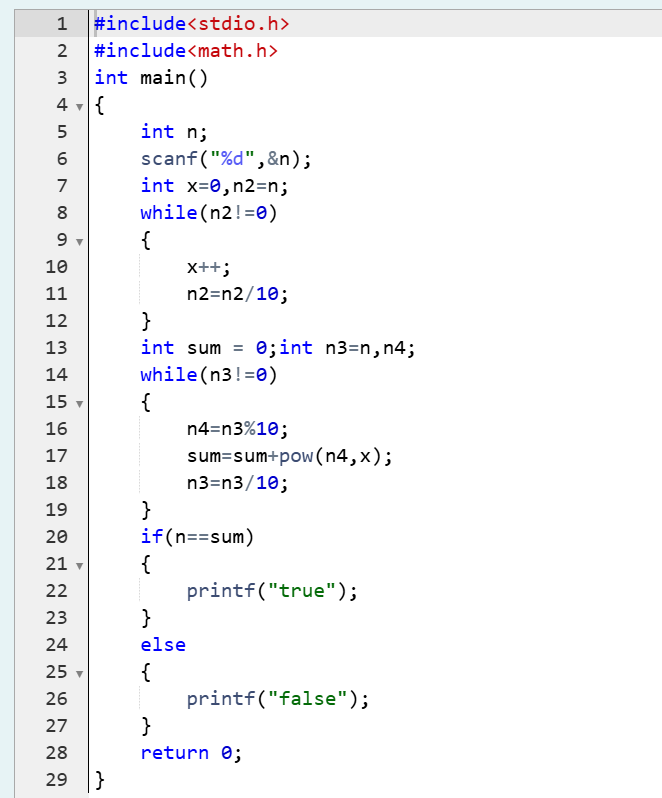 1 #include<stdio.h>
2 #include<math.h>
3 int main()
4 {
5     int n;
6     scanf("%d",&n);
7     int x=0,n2=n;
8     while(n2!=0)
9     {
10         x++;
11         n2=n2/10;
12     }
13     int sum = 0;int n3=n,n4;
14     while(n3!=0)
15     {
16         n4=n3%10;
17         sum=sum+pow(n4,x);
18         n3=n3/10;
19     }
20     if(n==sum)
21     {
22         printf("true");
23     }
24     else
25     {
26         printf("false");
27     }
28     return 0;
29 }